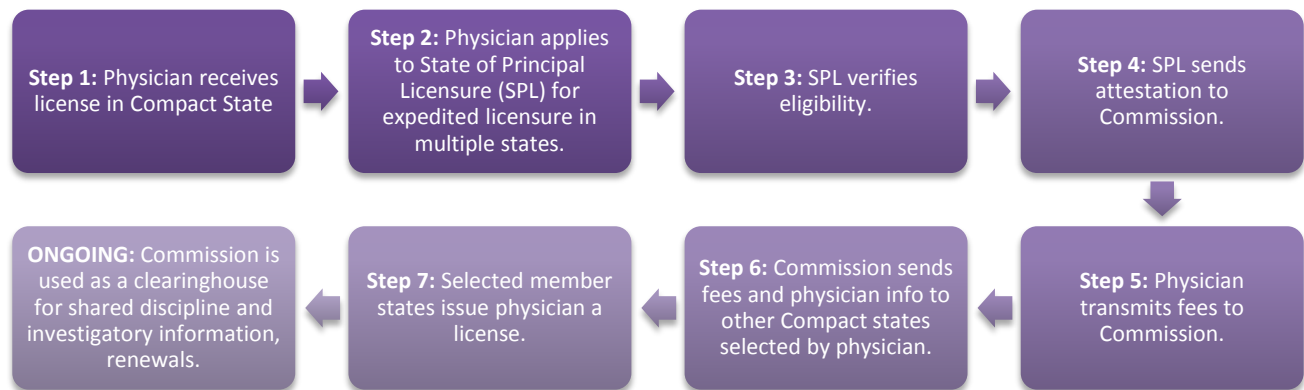 Step 1: Physician receives
license in Compact State
Step 2: Physician applies
to State of Principal
Licensure (SPL) for
expedited licensure in
multiple states.
Step 3: SPL verifies
eligibility.
Step 4: SPL sends
attestation to
Commission.
Step 5: Physician
transmits fees to
Commission.
Step 6: Commission sends
fees and physician info to
other Compact states
selected by physician.
Step 7: Selected member
states issue physician a
license.
ONGOING: Commission is
used as a clearinghouse
for shared discipline and
investigatory information,
renewals.